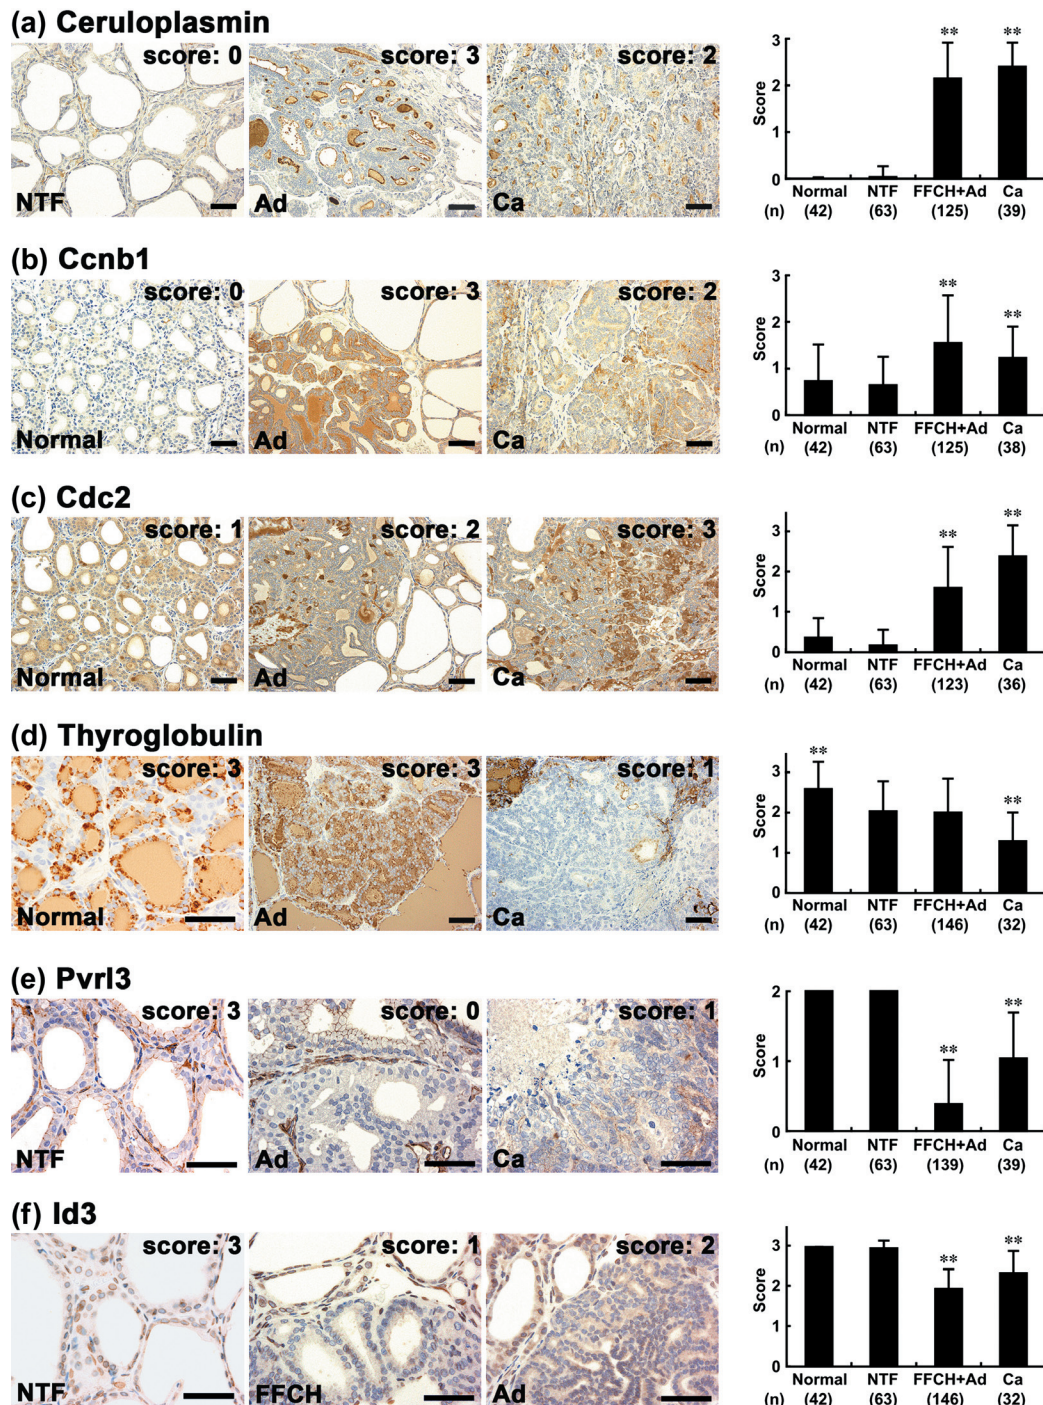 (a) Ceruloplasmin
score: 0
score: 3
score: 2
NTF
Ad
Ca
Score
3
2
1
0
**
**
Normal NTF FFCH+Ad Ca
(n) (42) (63) (125) (39)
(b) Ccnb1
score: 0
score: 3
score: 2
Normal
Ad
Ca
Score
3
2
1
0
**
**
Normal NTF FFCH+Ad Ca
(n) (42) (63) (125) (38)
(c) Cdc2
score: 1
score: 2
score: 3
Normal
Ad
Ca
Score
3
2
1
0
**
**
Normal NTF FFCH+Ad Ca
(n) (42) (63) (123) (36)
(d) Thyroglobulin
score: 3
score: 3
score: 1
Normal
Ad
Ca
Score
3
2
1
0
**
**
Normal NTF FFCH+Ad Ca
(n) (42) (63) (146) (32)
(e) Pvrl3
score: 3
score: 0
score: 1
NTF
Ad
Ca
Score
2
1
0
**
**
Normal NTF FFCH+Ad Ca
(n) (42) (63) (139) (39)
(f) Id3
score: 3
score: 1
score: 2
NTF
FFCH
Ad
Score
3
2
1
0
**
**
Normal NTF FFCH+Ad Ca
(n) (42) (63) (146) (32)